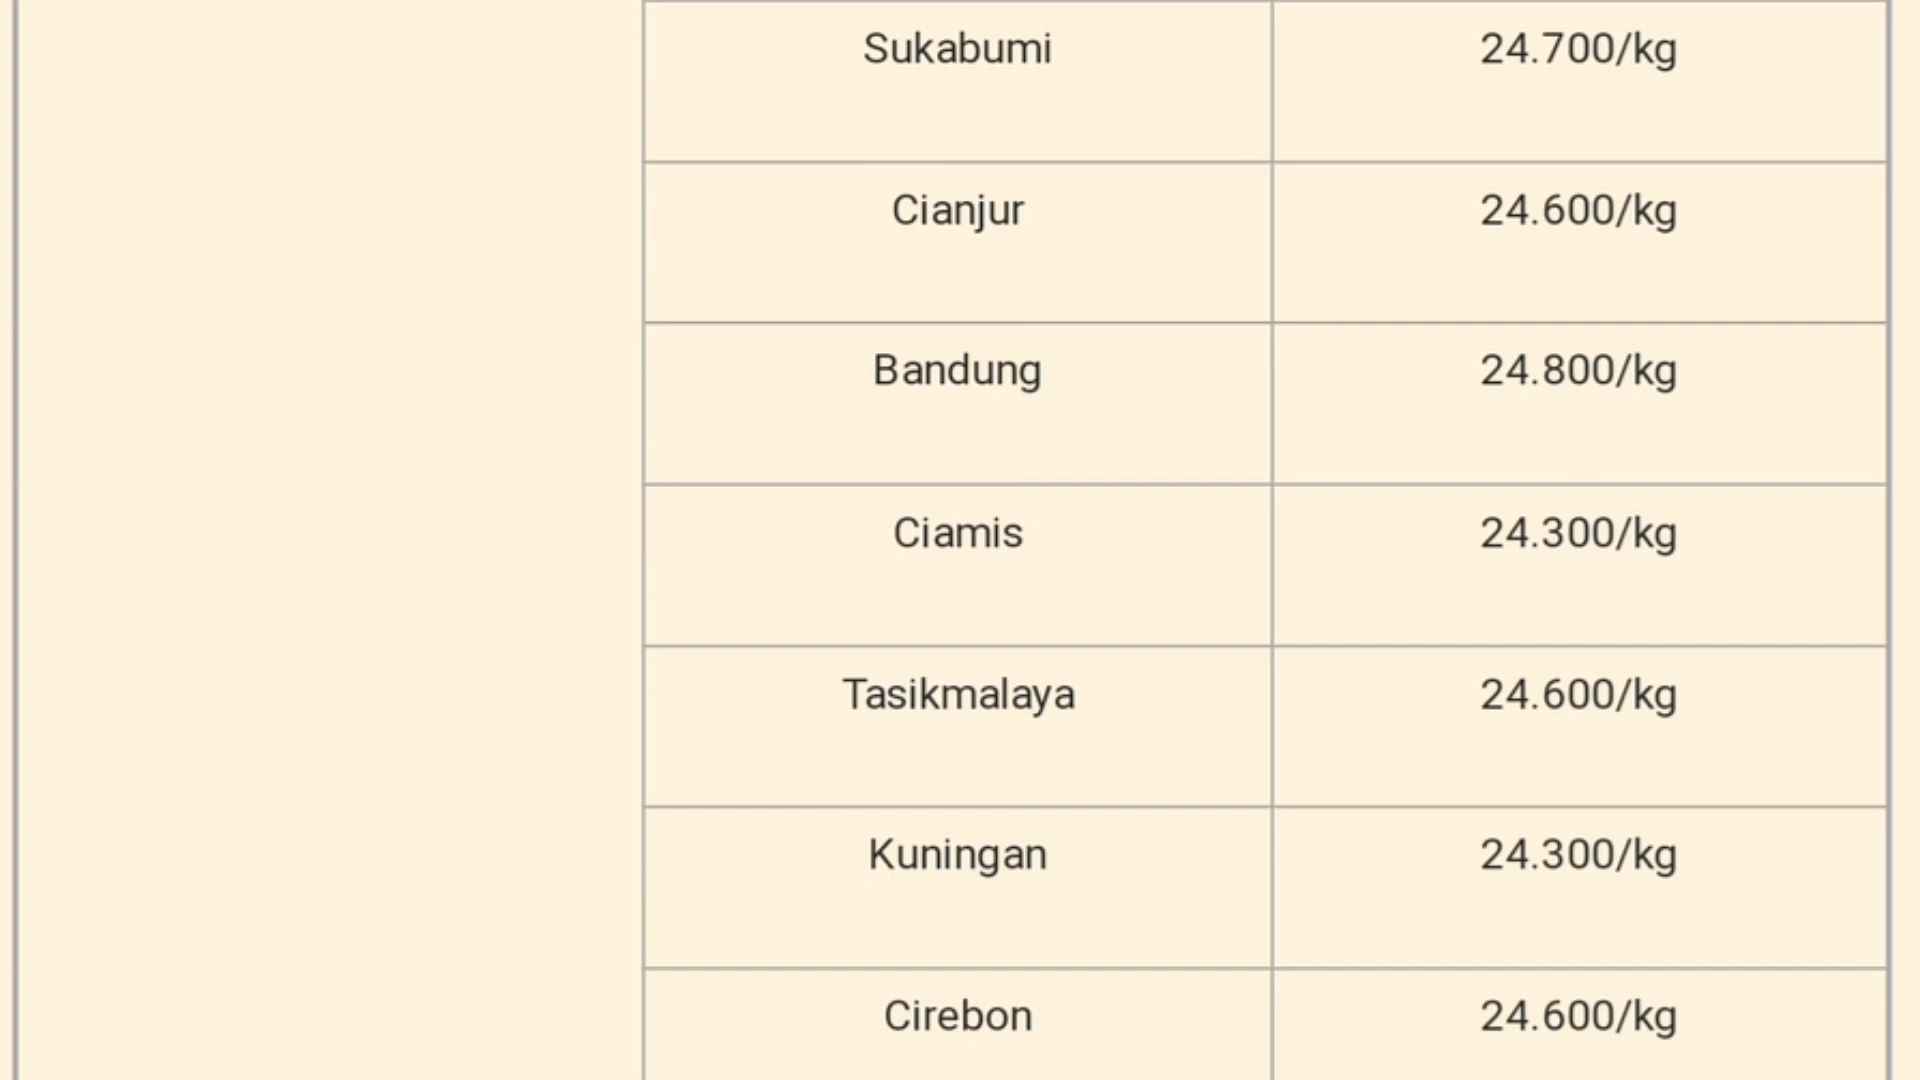 Sukabumi 24.700/kg
Cianjur 24.600/kg
Bandung 24.800/kg
Ciamis 24.300/kg
Tasikmalaya 24.600/kg
Kuningan 24.300/kg
Cirebon 24.600/kg